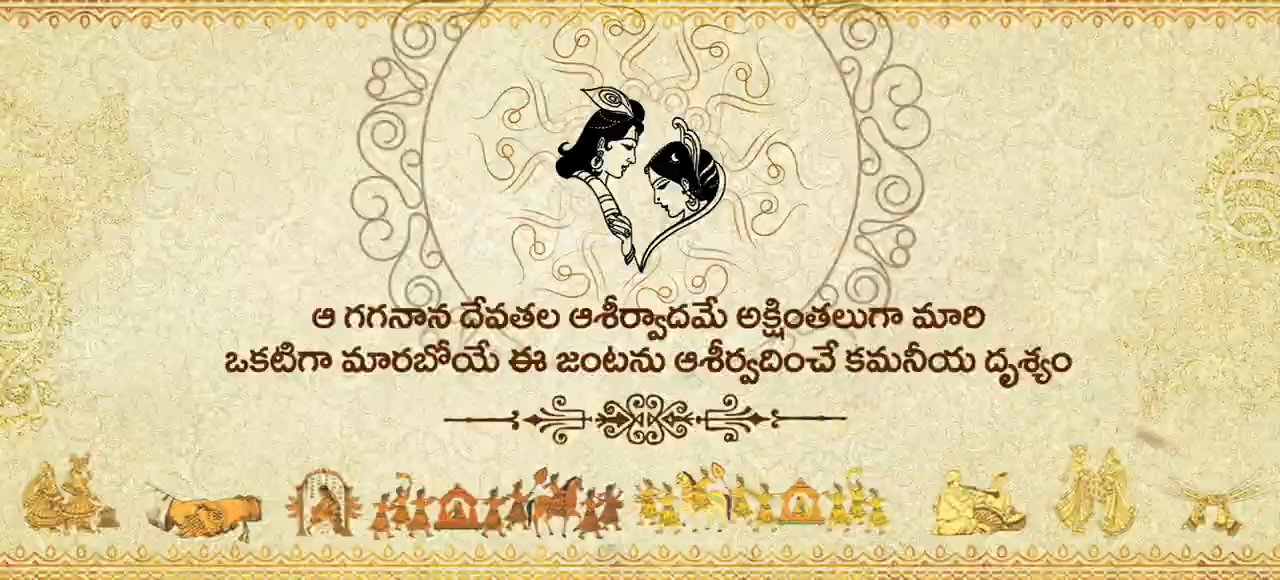 ఆ గగనాన దేవతల ఆశీర్వాదమే అక్షింతలుగా మారి
ఒకటిగా మారబోయే ఈ జంటను ఆశీర్వదించే కమనీయ దృశ్యం